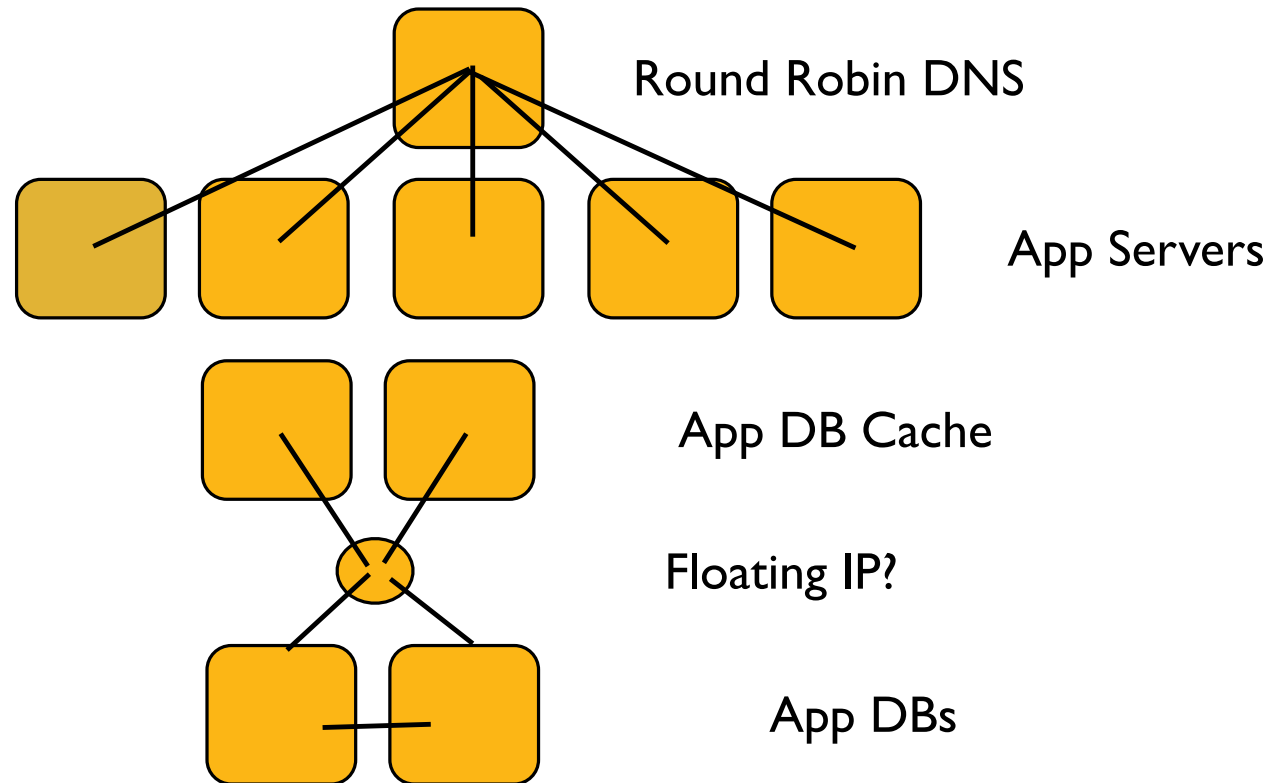 Round Robin DNS
App Servers
App DB Cache
Floating IP?
App DBs